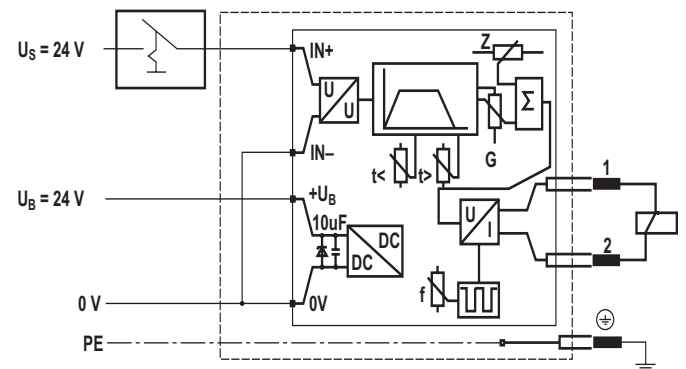 U_S = 24 V
IN+
Z
U
U
Σ
IN–
G
t<
t>
1
U_B = 24 V
+U_B
10uF
DC
DC
U
I
2
f
0 V
0V
PE